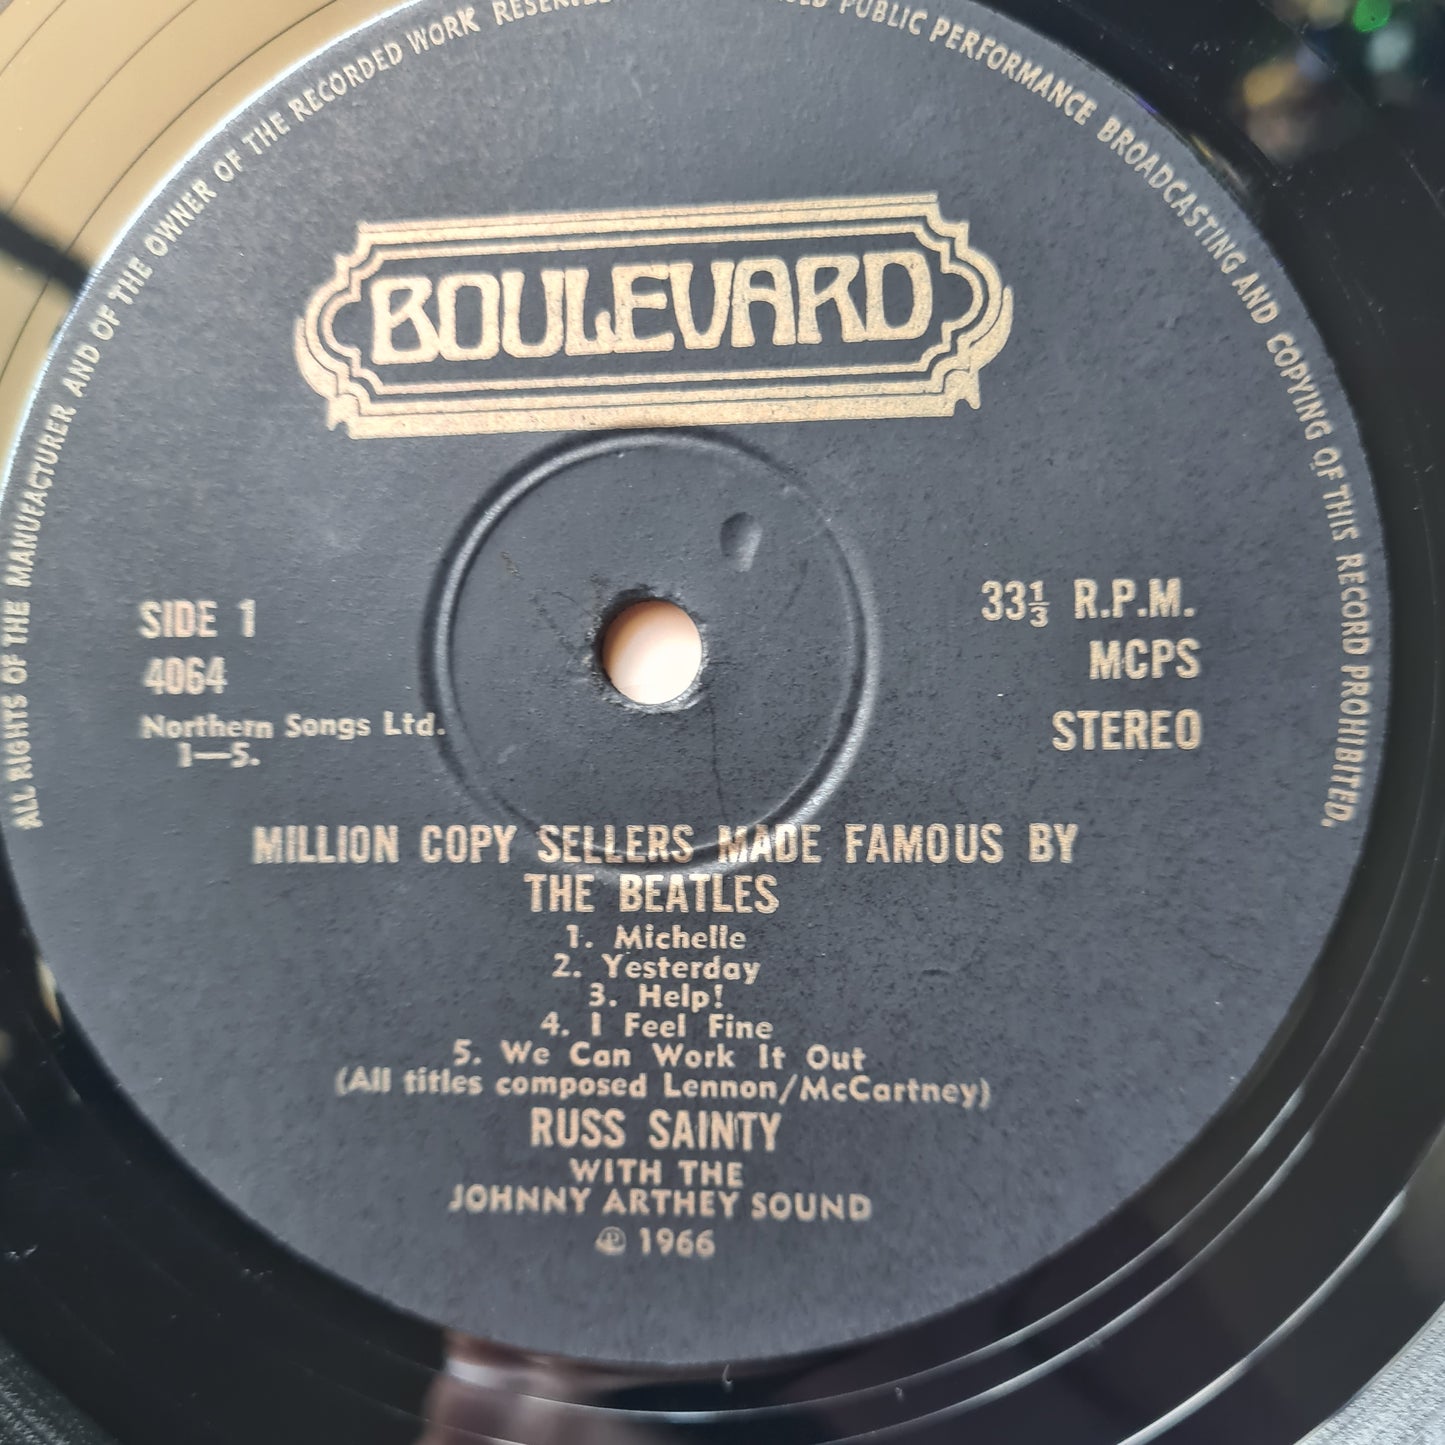 ALL RIGHTS OF THE MANUFACTURER AND OF THE OWNER OF THE RECORDED WORK RESERVED
PUBLIC PERFORMANCE BROADCASTING AND COPYING OF THIS RECORD PROHIBITED.
BOULEVARD
SIDE 1
4064
Northern Songs Ltd.
1—5.
33⅓ R.P.M.
MCPS
STEREO
MILLION COPY SELLERS MADE FAMOUS BY
THE BEATLES
1. Michelle
2. Yesterday
3. Help!
4. I Feel Fine
5. We Can Work It Out
(All titles composed Lennon/McCartney)
RUSS SAINTY
WITH THE
JOHNNY ARTHEY SOUND
℗ 1966